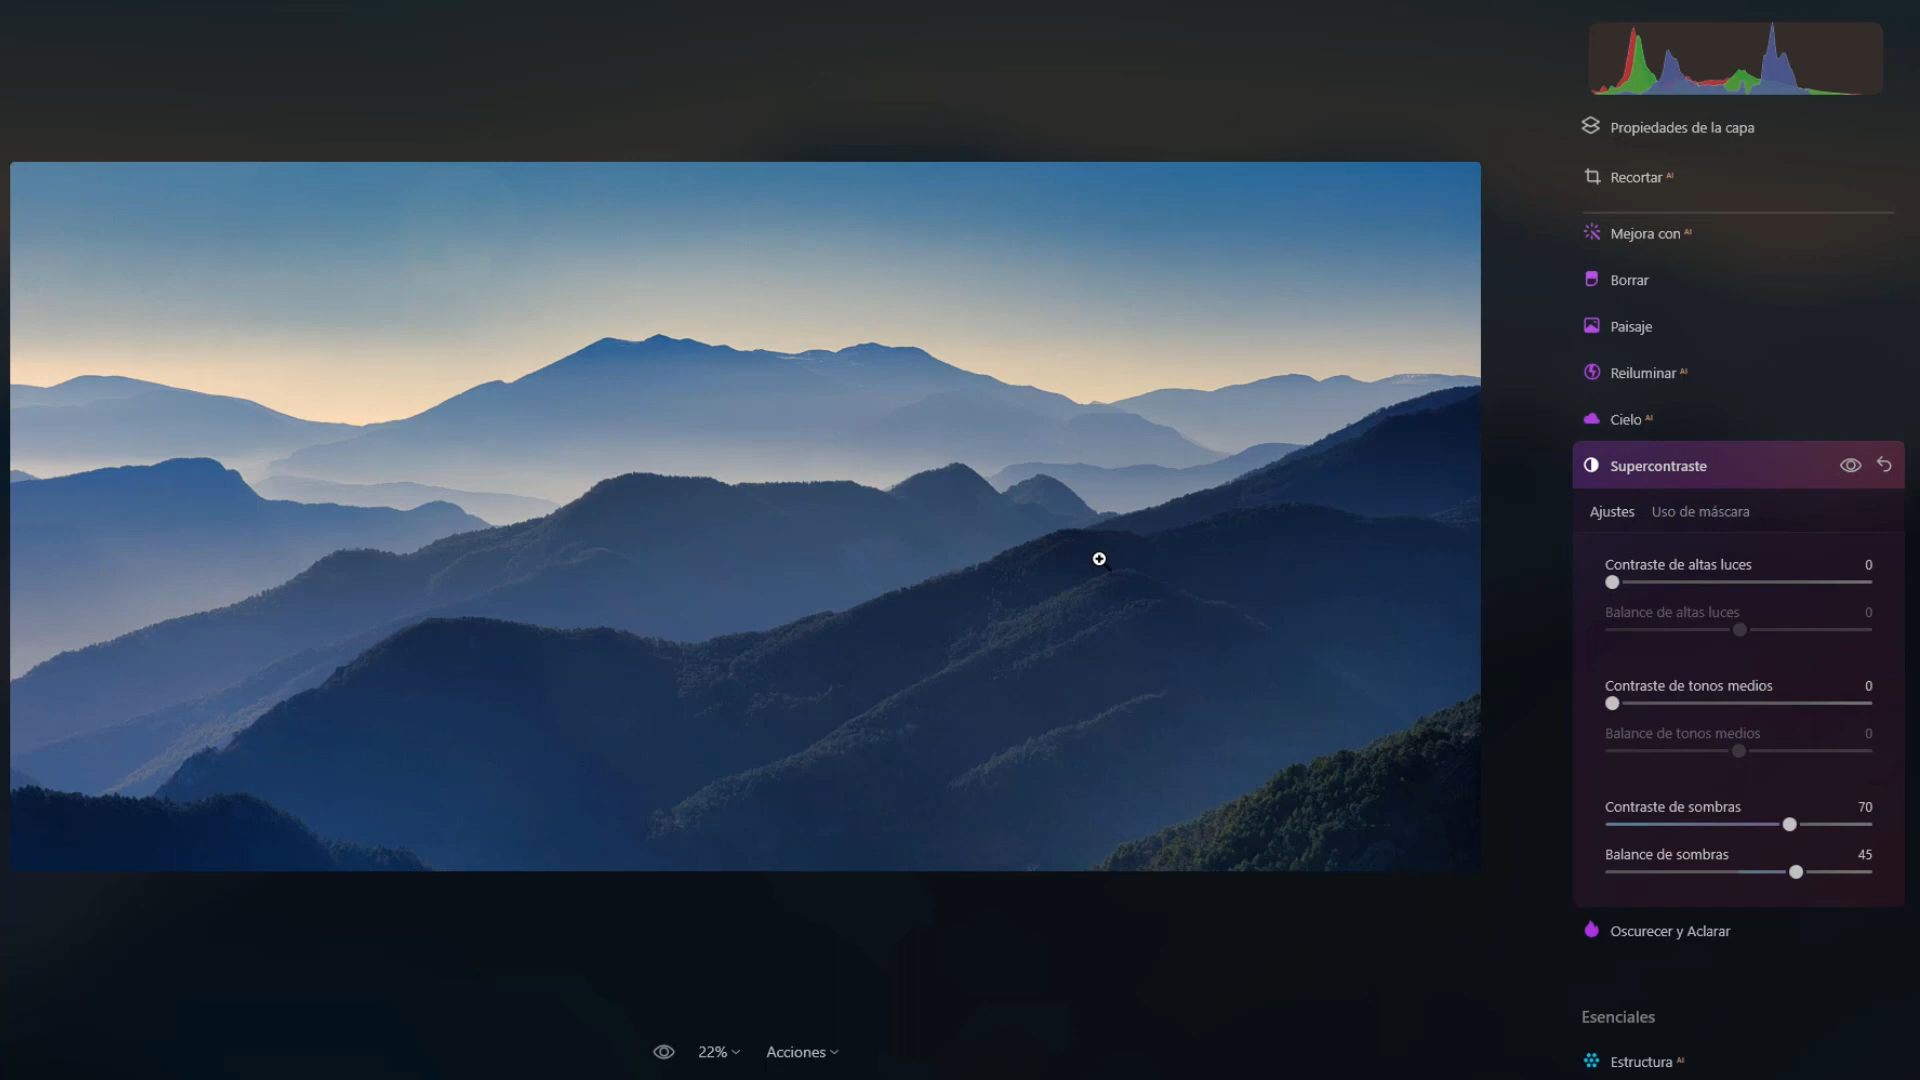 Propiedades de la capa
Recortar AI
Mejora con AI
Borrar
Paisaje
Reiluminar AI
Cielo AI
Supercontraste
Ajustes Uso de máscara
Contraste de altas luces 0
Balance de altas luces 0
Contraste de tonos medios 0
Balance de tonos medios 0
Contraste de sombras 70
Balance de sombras 45
Oscurecer y Aclarar
Esenciales
Estructura AI
22% Acciones